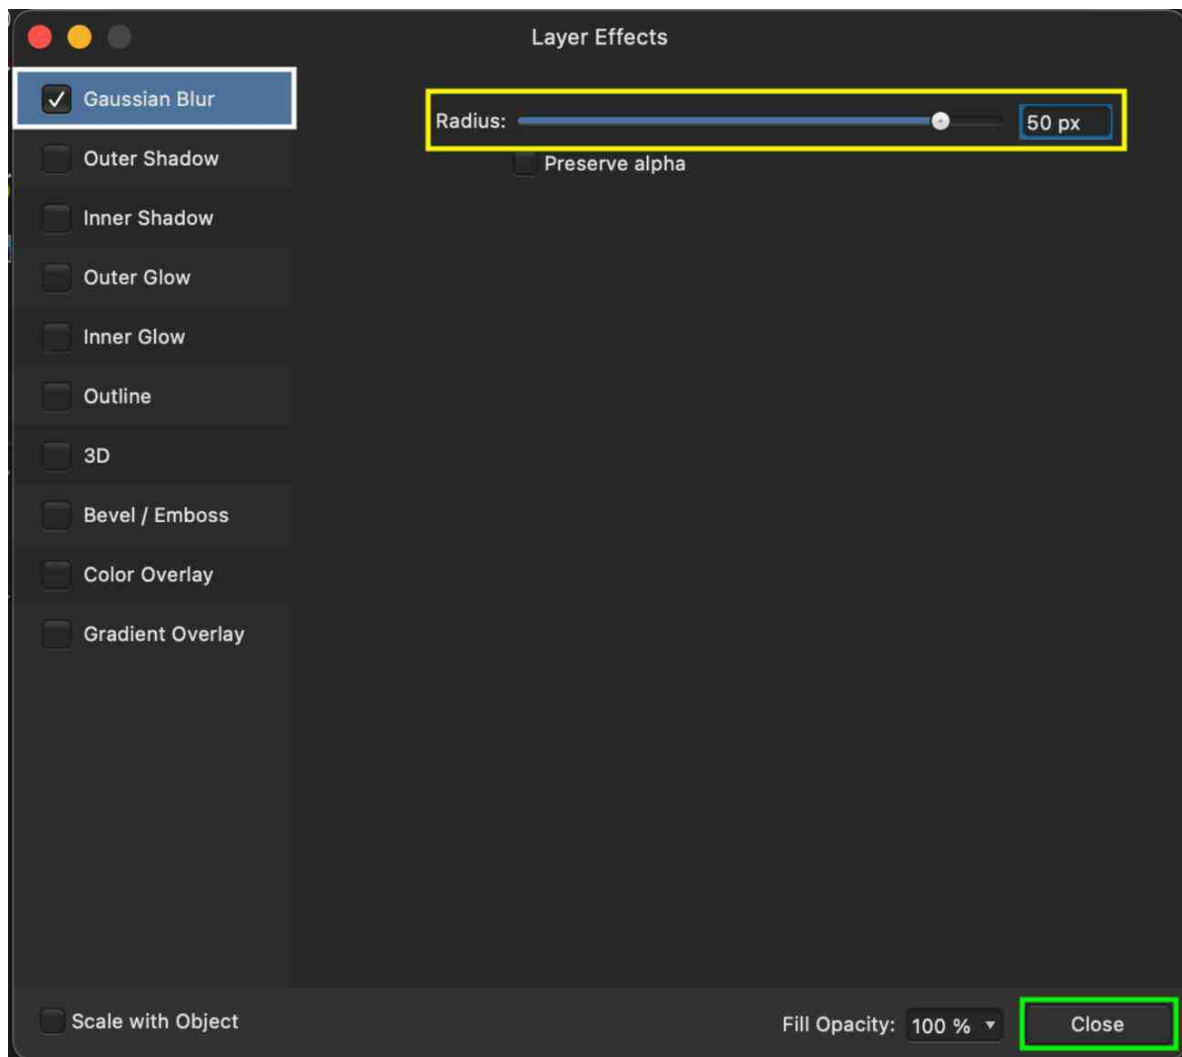 Layer Effects
Gaussian Blur
Radius: 50 px
Preserve alpha
Outer Shadow
Inner Shadow
Outer Glow
Inner Glow
Outline
3D
Bevel / Emboss
Color Overlay
Gradient Overlay
Scale with Object
Fill Opacity: 100 %
Close